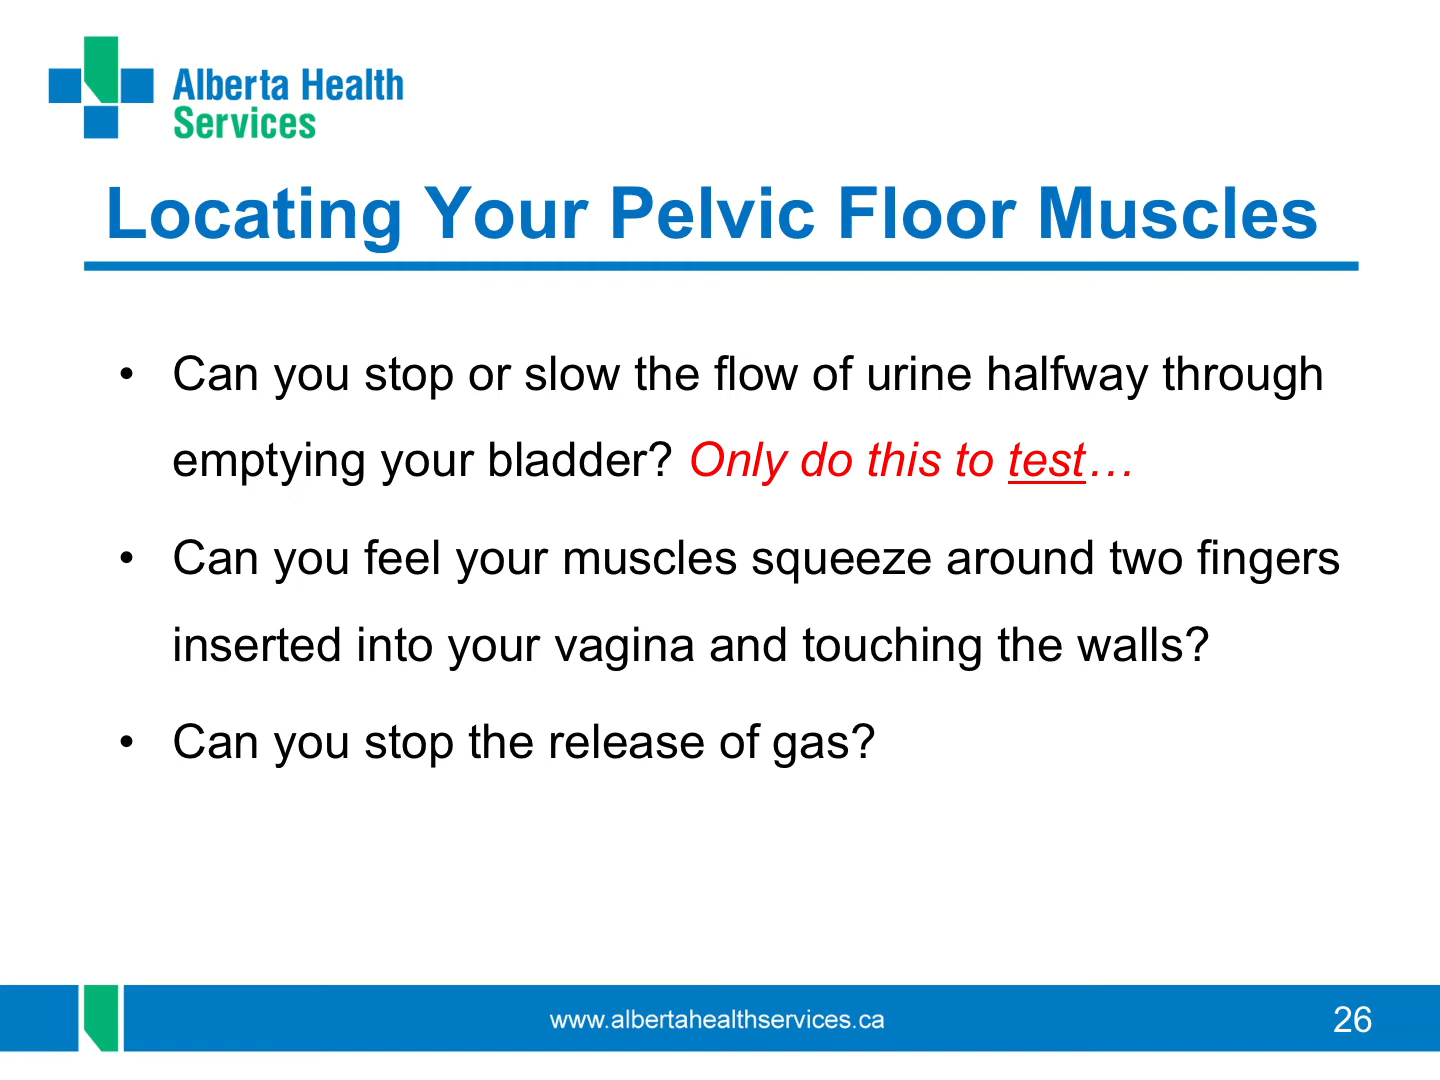 Alberta Health
Services
Locating Your Pelvic Floor Muscles
• Can you stop or slow the flow of urine halfway through
emptying your bladder? Only do this to test…
• Can you feel your muscles squeeze around two fingers
inserted into your vagina and touching the walls?
• Can you stop the release of gas?
www.albertahealthservices.ca
26